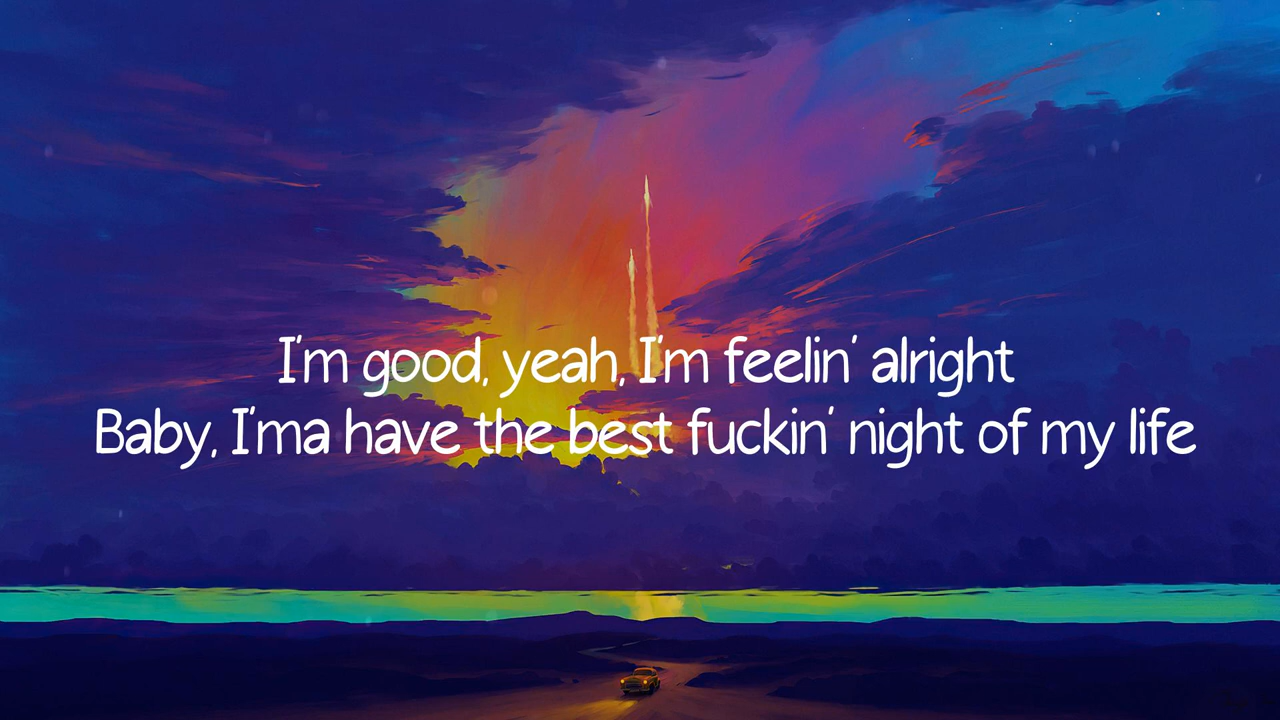 I'm good, yeah, I'm feelin' alright
Baby, I'ma have the best fuckin' night of my life